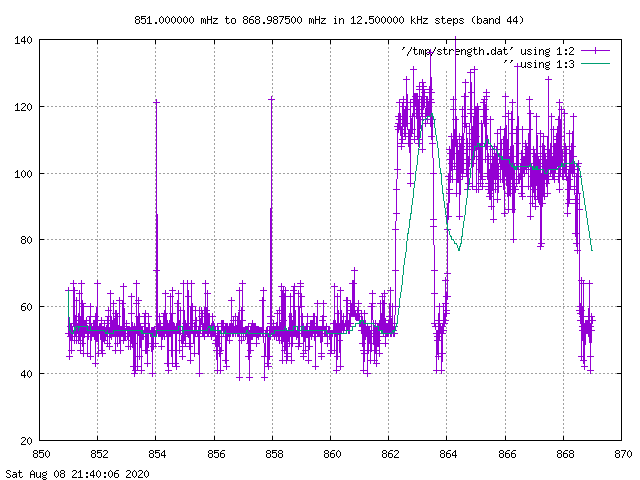 851.000000 mHz to 868.987500 mHz in 12.500000 kHz steps (band 44)
140
'/tmp/strength.dat' using 1:2
'' using 1:3
120
100
80
60
40
20
850 852 854 856 858 860 862 864 866 868 870
Sat Aug 08 21:40:06 2020